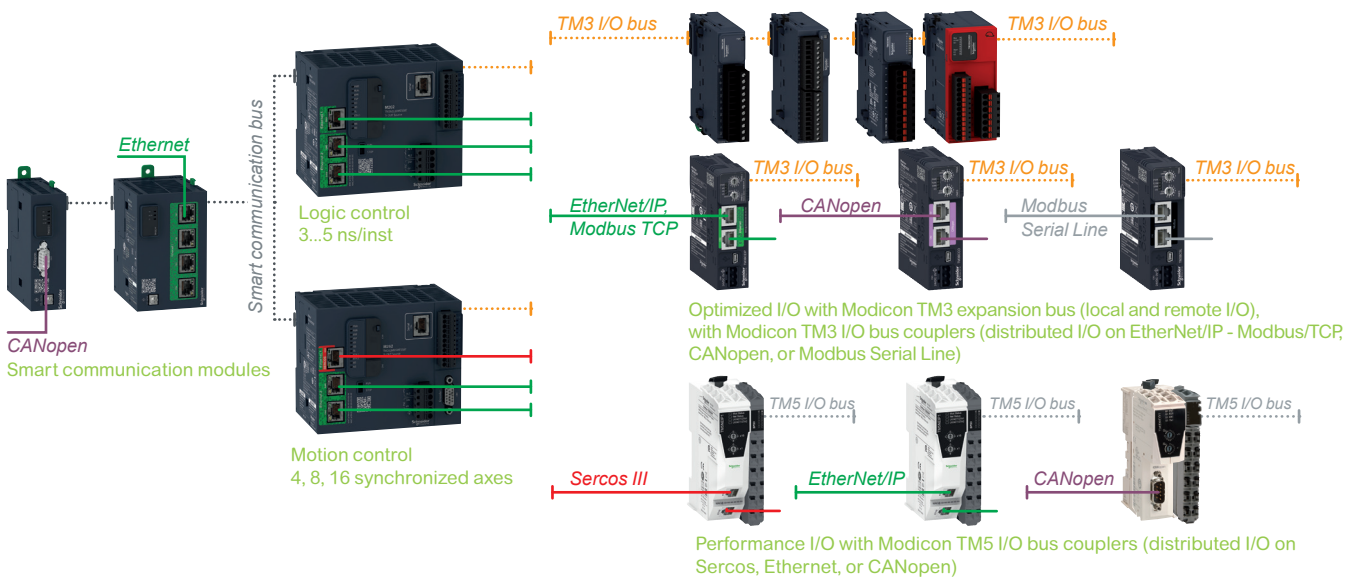 TM3 I/O bus
TM3 I/O bus
Smart communication bus
Ethernet
Logic control
3...5 ns/inst
CANopen
Smart communication modules
Motion control
4, 8, 16 synchronized axes
TM3 I/O bus
TM3 I/O bus
TM3 I/O bus
EtherNet/IP,
Modbus TCP
CANopen
Modbus
Serial Line
Optimized I/O with Modicon TM3 expansion bus (local and remote I/O),
with Modicon TM3 I/O bus couplers (distributed I/O on EtherNet/IP - Modbus/TCP,
CANopen, or Modbus Serial Line)
TM5 I/O bus
TM5 I/O bus
TM5 I/O bus
Sercos III
EtherNet/IP
CANopen
Performance I/O with Modicon TM5 I/O bus couplers (distributed I/O on
Sercos, Ethernet, or CANopen)